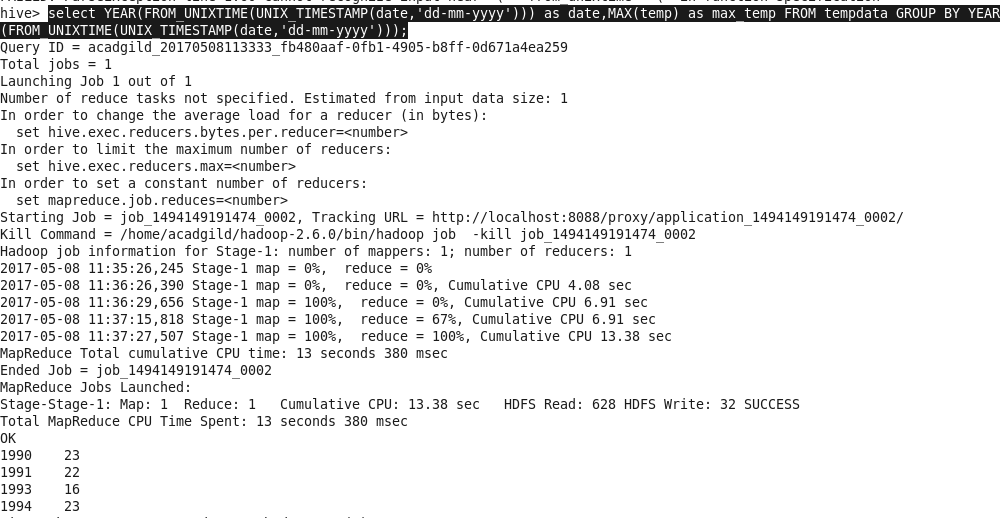 hive> select YEAR(FROM_UNIXTIME(UNIX_TIMESTAMP(date,'dd-mm-yyyy'))) as date,MAX(temp) as max_temp FROM tempdata GROUP BY YEAR
(FROM_UNIXTIME(UNIX_TIMESTAMP(date,'dd-mm-yyyy')));
Query ID = acadgild_20170508113333_fb480aaf-0fb1-4905-b8ff-0d671a4ea259
Total jobs = 1
Launching Job 1 out of 1
Number of reduce tasks not specified. Estimated from input data size: 1
In order to change the average load for a reducer (in bytes):
  set hive.exec.reducers.bytes.per.reducer=<number>
In order to limit the maximum number of reducers:
  set hive.exec.reducers.max=<number>
In order to set a constant number of reducers:
  set mapreduce.job.reduces=<number>
Starting Job = job_1494149191474_0002, Tracking URL = http://localhost:8088/proxy/application_1494149191474_0002/
Kill Command = /home/acadgild/hadoop-2.6.0/bin/hadoop job  -kill job_1494149191474_0002
Hadoop job information for Stage-1: number of mappers: 1; number of reducers: 1
2017-05-08 11:35:26,245 Stage-1 map = 0%,  reduce = 0%
2017-05-08 11:36:26,390 Stage-1 map = 0%,  reduce = 0%, Cumulative CPU 4.08 sec
2017-05-08 11:36:29,656 Stage-1 map = 100%,  reduce = 0%, Cumulative CPU 6.91 sec
2017-05-08 11:37:15,818 Stage-1 map = 100%,  reduce = 67%, Cumulative CPU 6.91 sec
2017-05-08 11:37:27,507 Stage-1 map = 100%,  reduce = 100%, Cumulative CPU 13.38 sec
MapReduce Total cumulative CPU time: 13 seconds 380 msec
Ended Job = job_1494149191474_0002
MapReduce Jobs Launched:
Stage-Stage-1: Map: 1  Reduce: 1   Cumulative CPU: 13.38 sec   HDFS Read: 628 HDFS Write: 32 SUCCESS
Total MapReduce CPU Time Spent: 13 seconds 380 msec
OK
1990    23
1991    22
1993    16
1994    23